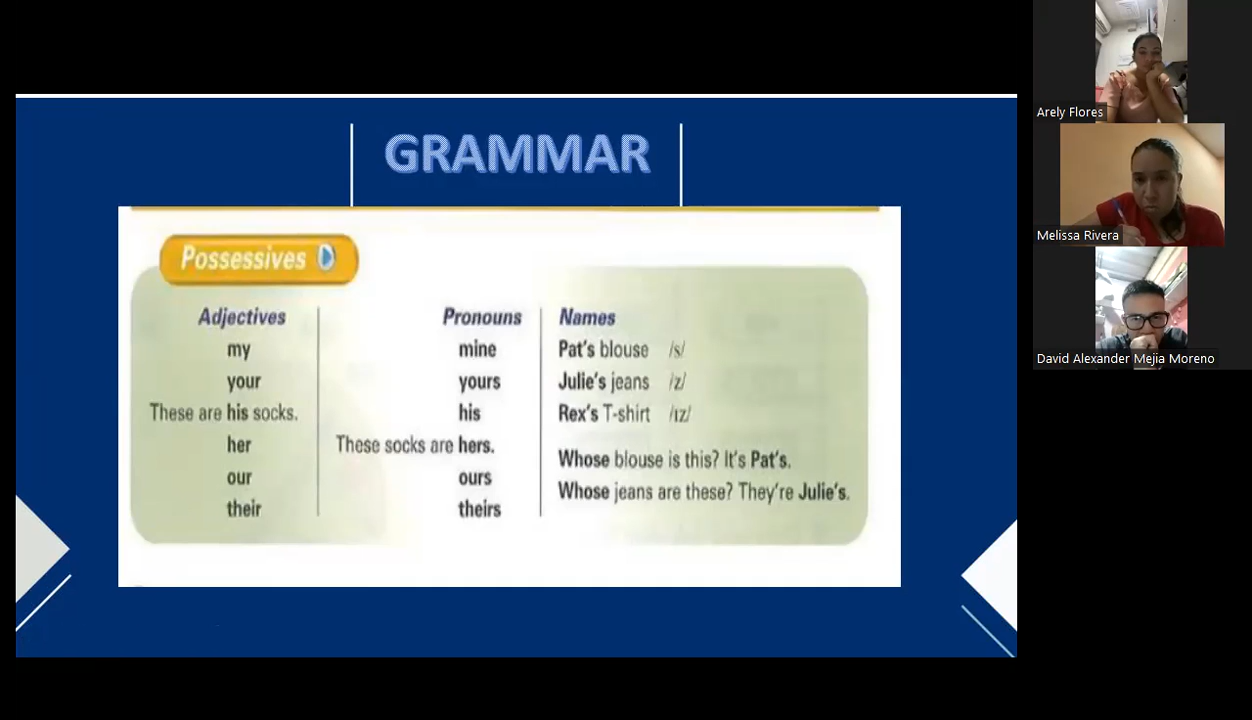 GRAMMAR
Possessives
Adjectives
my
your
These are his socks.
her
our
their
Pronouns
mine
yours
his
These socks are hers.
ours
theirs
Names
Pat's blouse /s/
Julie's jeans /z/
Rex's T-shirt /ɪz/
Whose blouse is this? It's Pat's.
Whose jeans are these? They're Julie's.
Arely Flores
Melissa Rivera
David Alexander Mejia Moreno